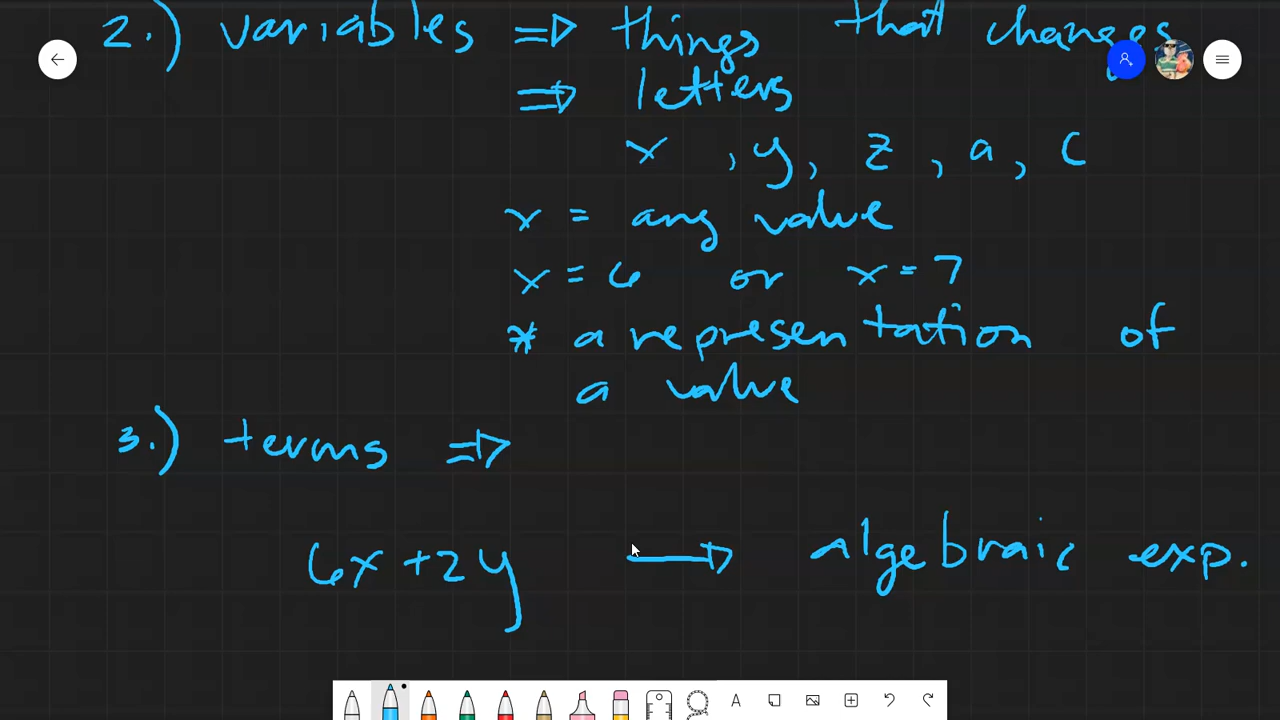 2.) variables => things that changes
=> letters
x , y, z , a , c
x = any value
x = 6 or x = 7
* a representation of
a value
3.) terms =>
6x + 2y → algebraic exp.